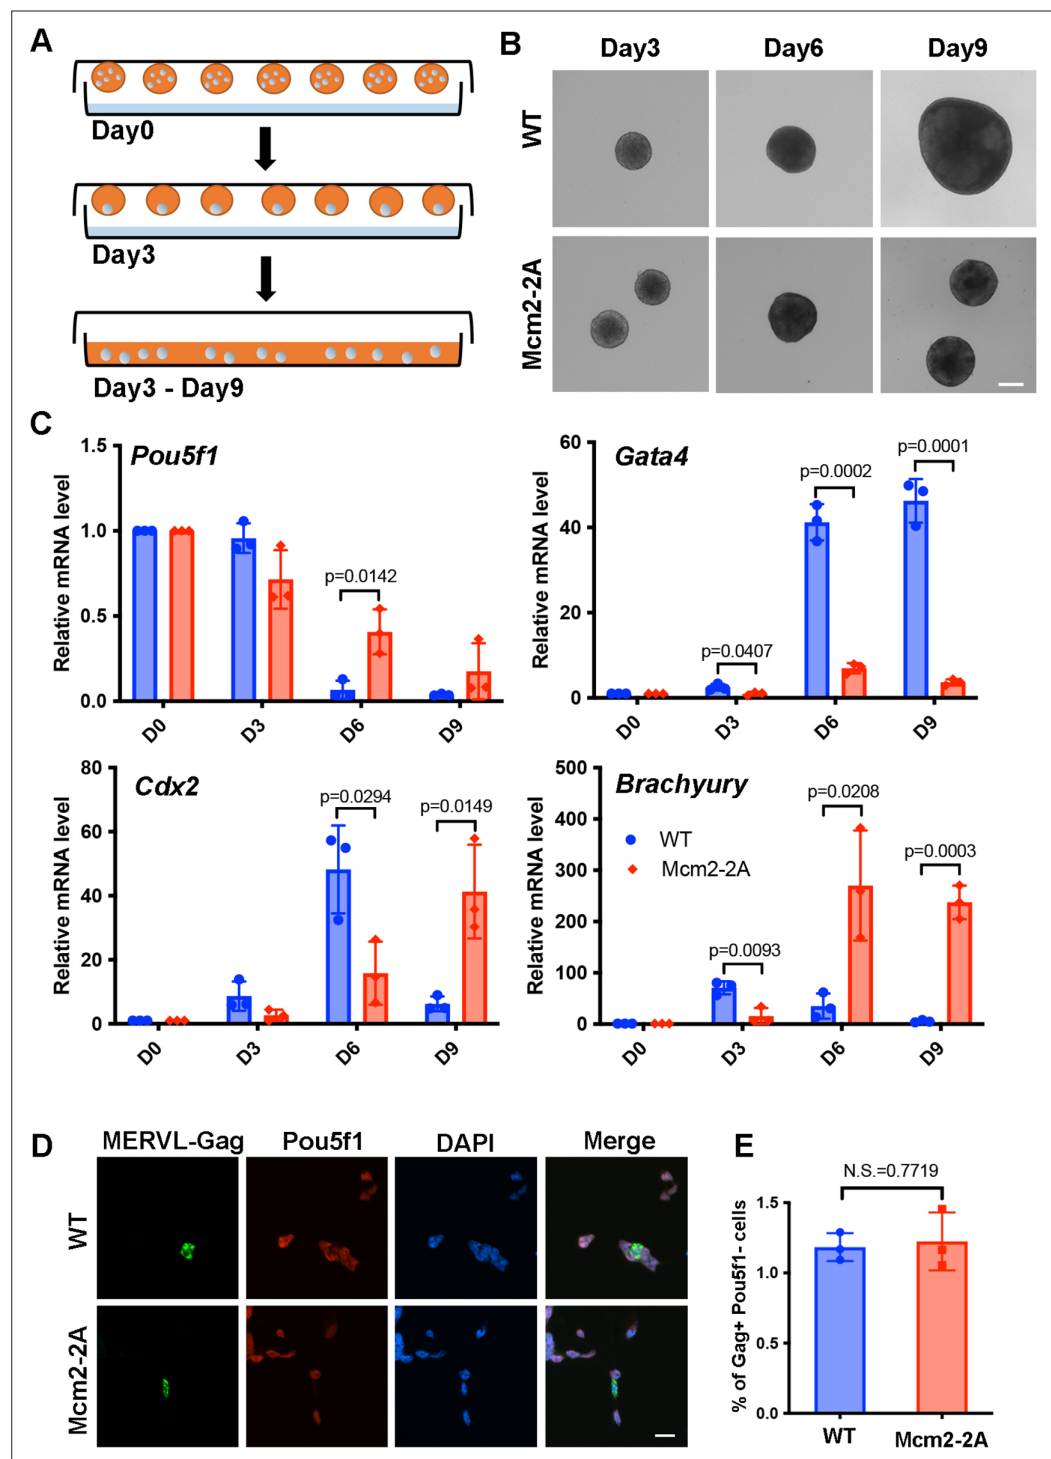 A
Day0
Day3
Day3 - Day9
B
Day3 Day6 Day9
WT
Mcm2-2A
C
Pou5f1
Relative mRNA level
1.5
1.0
0.5
0.0
p=0.0142
D0 D3 D6 D9
Gata4
Relative mRNA level
60
40
20
0
p=0.0407
p=0.0002
p=0.0001
D0 D3 D6 D9
Cdx2
Relative mRNA level
80
60
40
20
0
p=0.0294
p=0.0149
D0 D3 D6 D9
Brachyury
Relative mRNA level
500
400
300
200
100
0
WT
Mcm2-2A
p=0.0093
p=0.0208
p=0.0003
D0 D3 D6 D9
D
MERVL-Gag Pou5f1 DAPI Merge
WT
Mcm2-2A
E
N.S.=0.7719
% of Gag+ Pou5f1- cells
1.5
1.0
0.5
0.0
WT Mcm2-2A